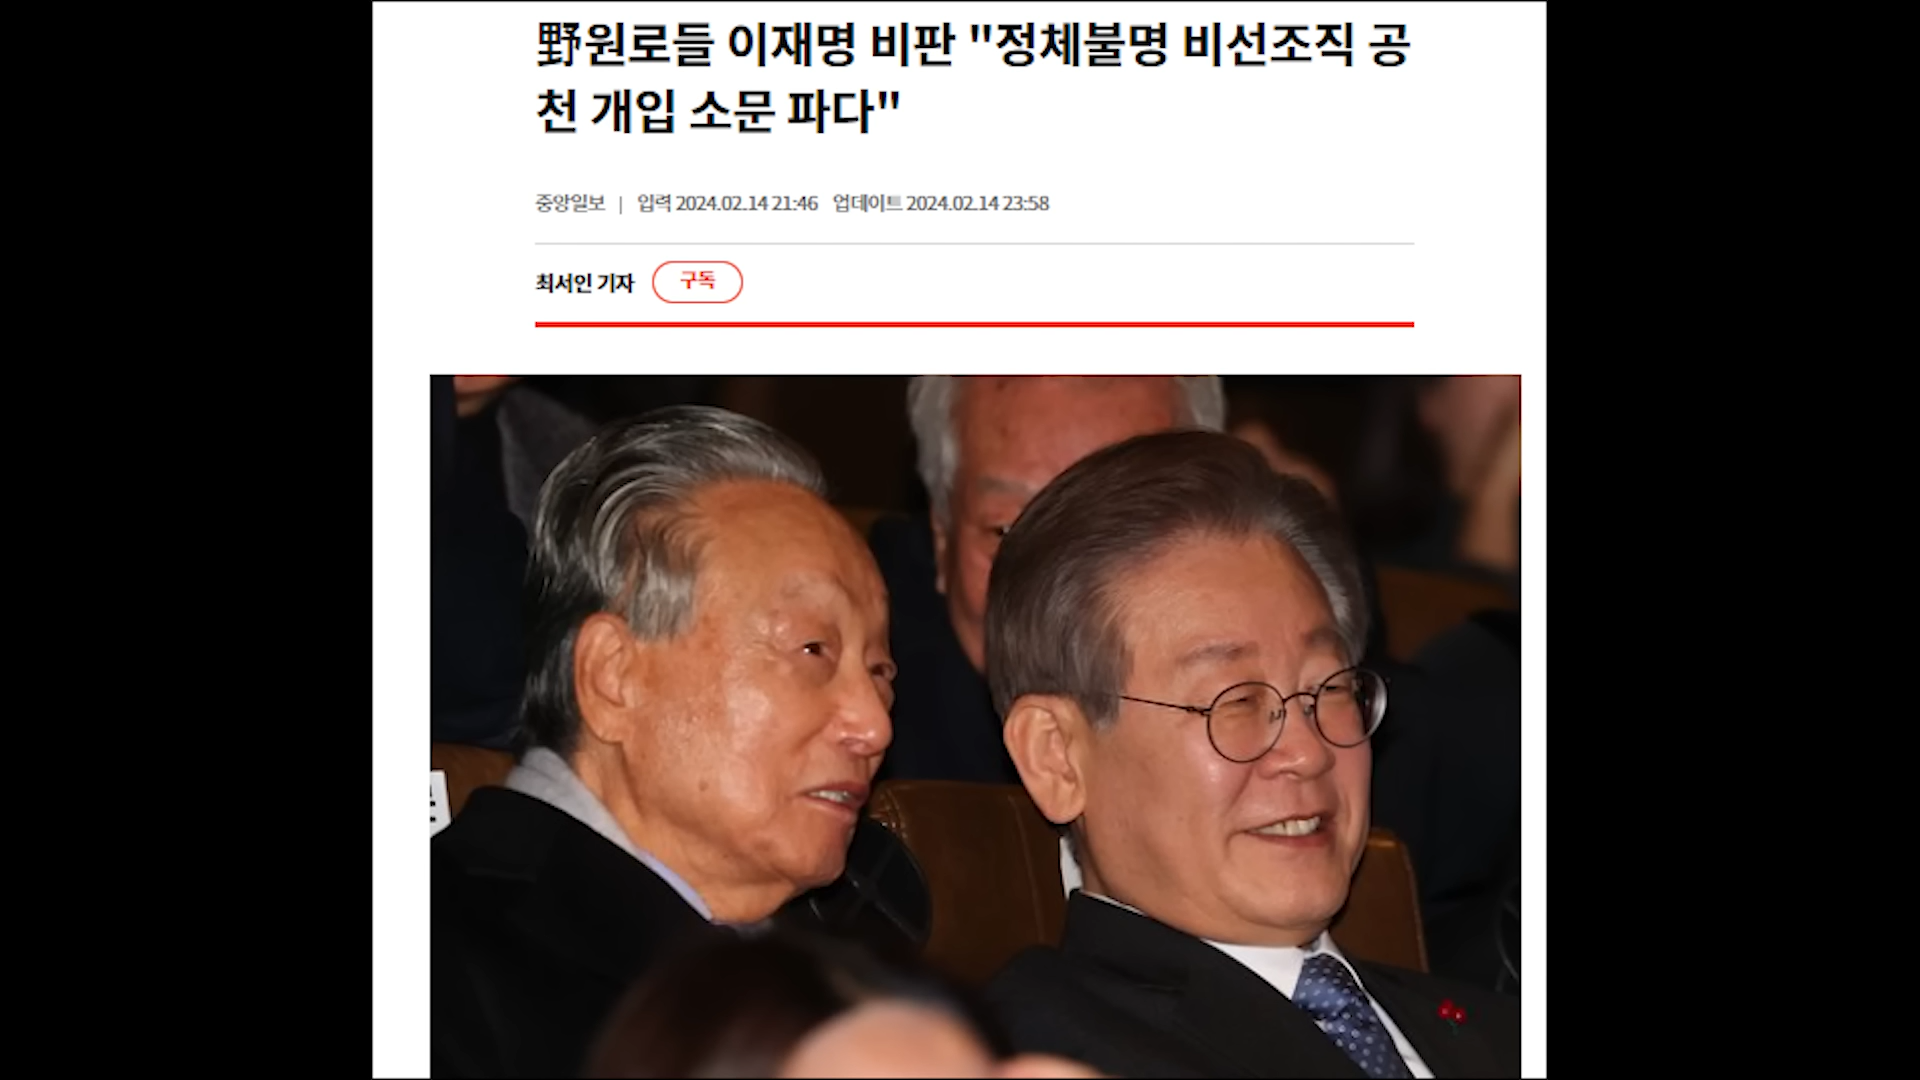 野원로들 이재명 비판 "정체불명 비선조직 공
천 개입 소문 파다"
중앙일보 | 입력 2024.02.14 21:46 업데이트 2024.02.14 23:58
최서인 기자 구독